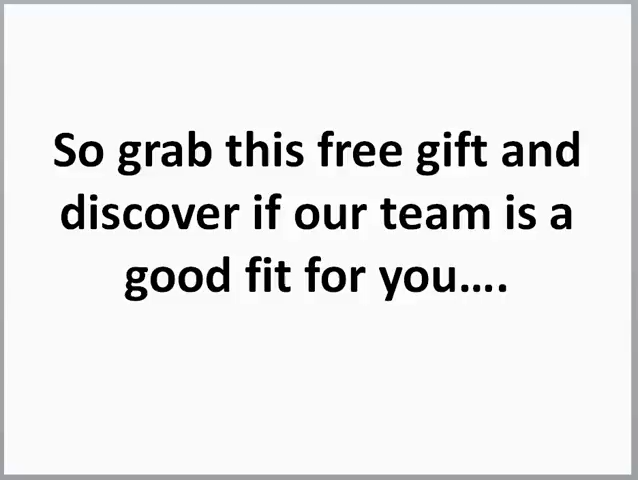 So grab this free gift and
discover if our team is a
good fit for you....